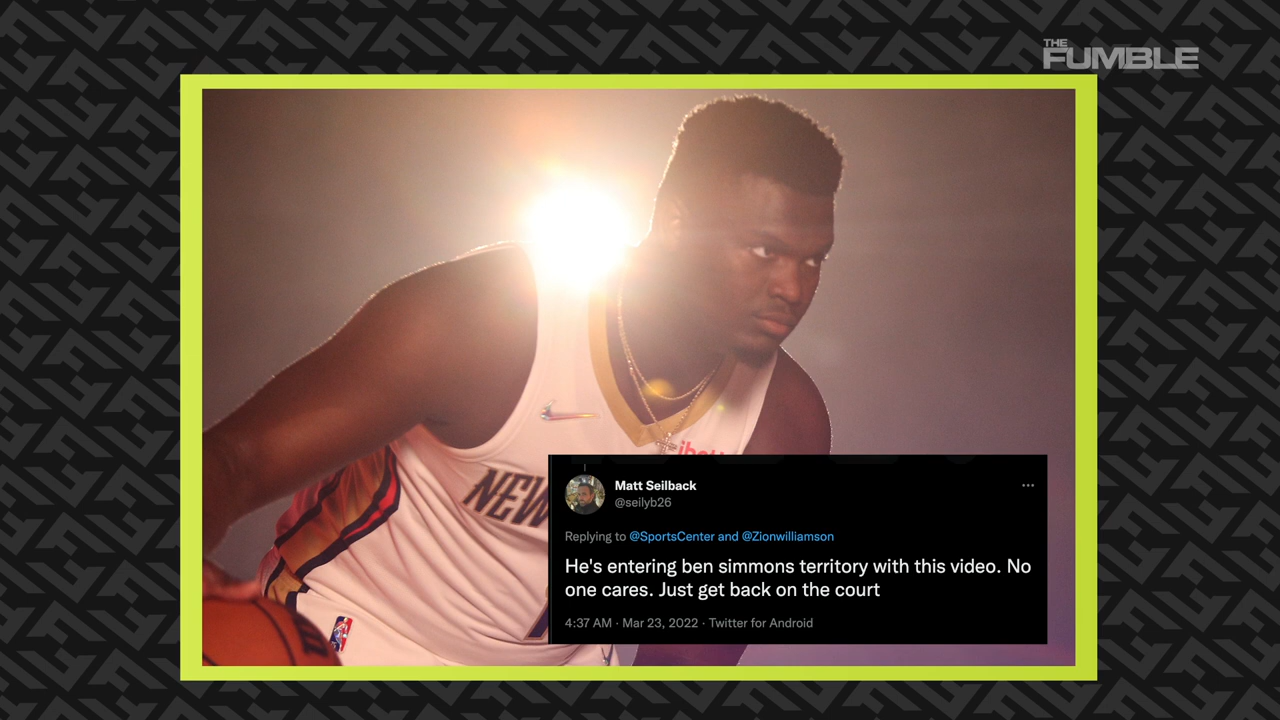 THE
FUMBLE
NEW
Matt Seilback
@seilyb26
Replying to @SportsCenter and @Zionwilliamson
He's entering ben simmons territory with this video. No
one cares. Just get back on the court
4:37 AM · Mar 23, 2022 · Twitter for Android